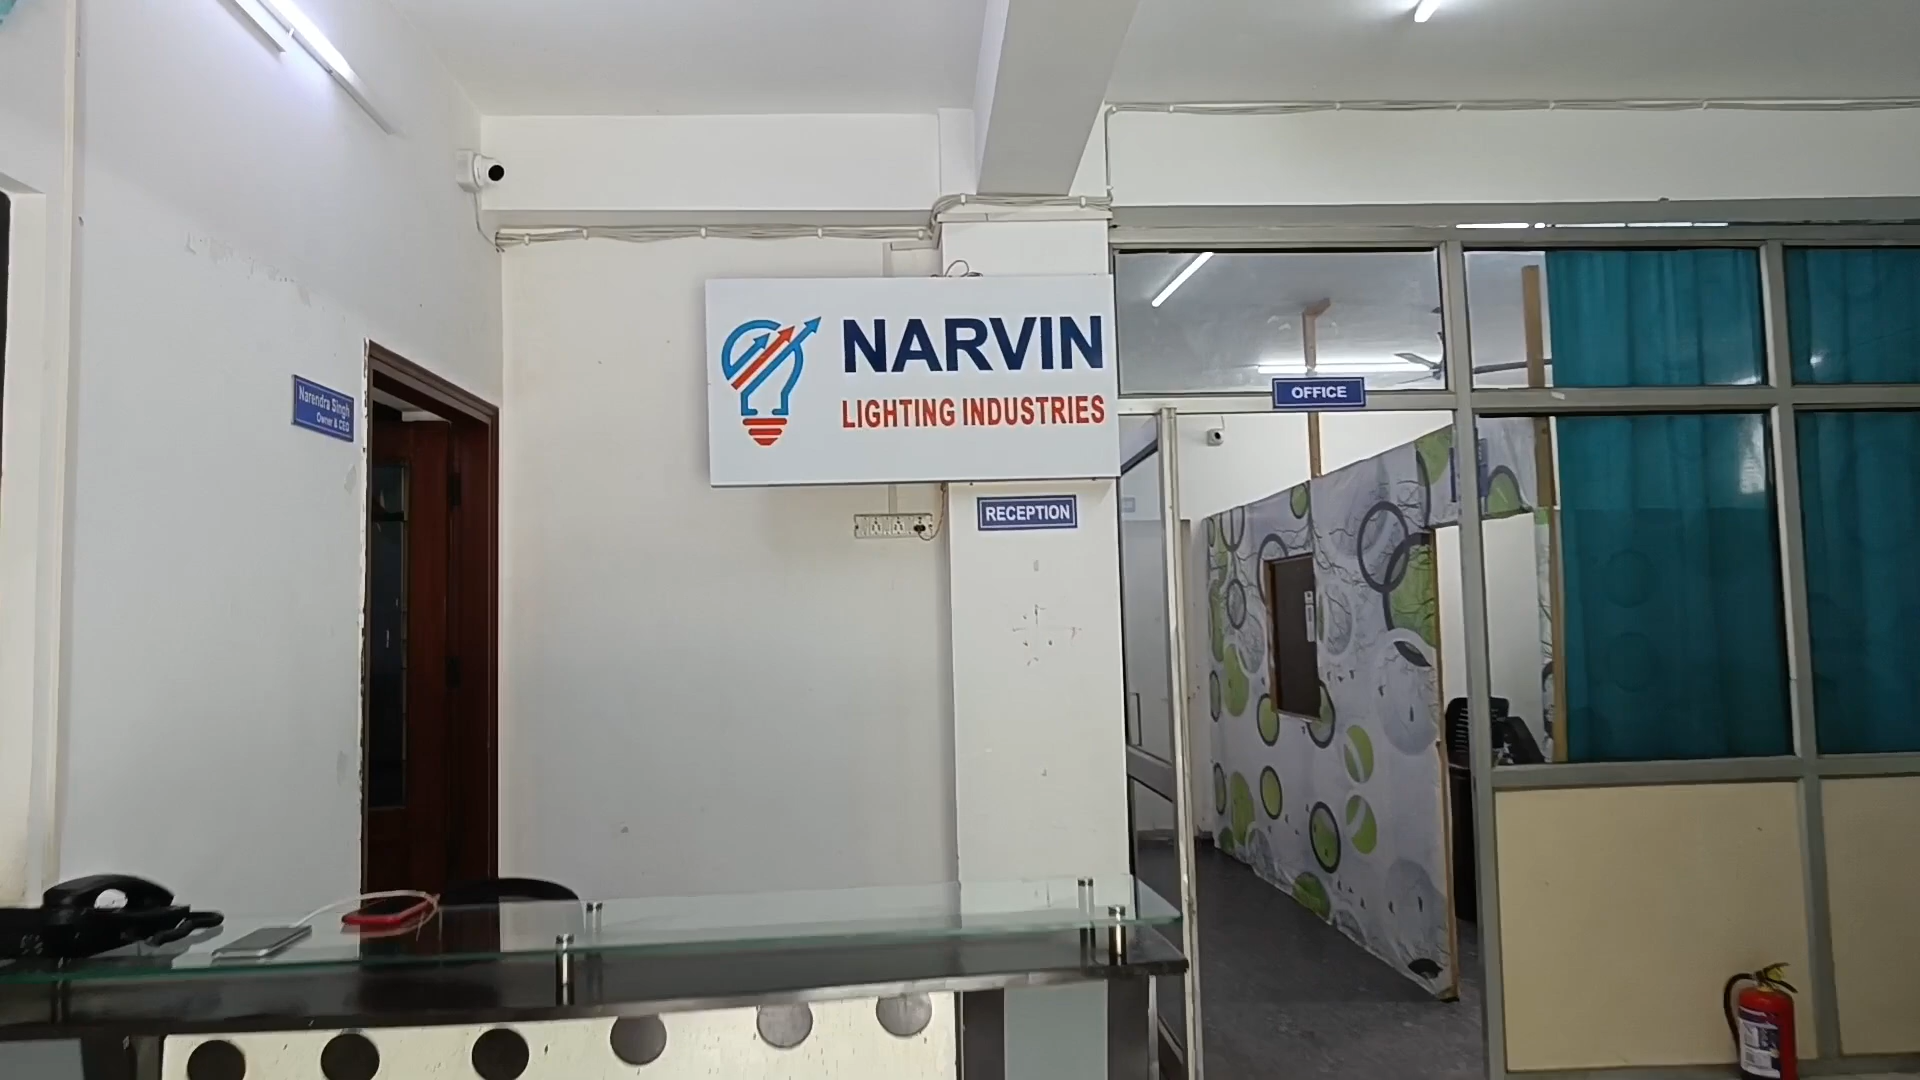 NARVIN
LIGHTING INDUSTRIES
Narendra Singh
Owner & CEO
OFFICE
RECEPTION